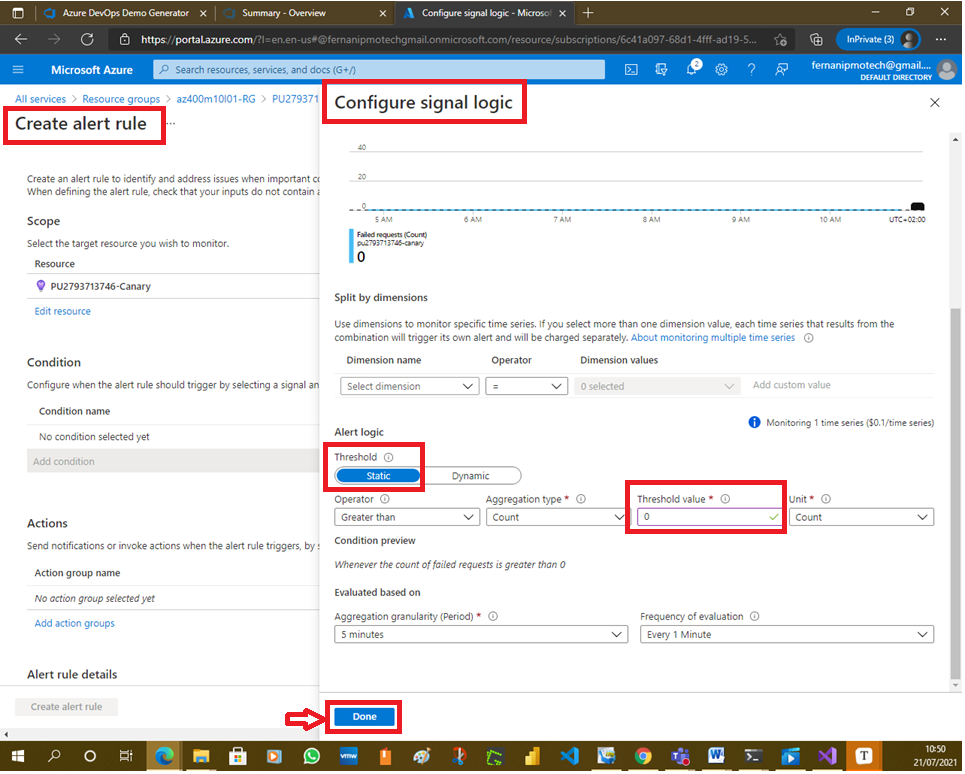 Azure DevOps Demo Generator
Summary - Overview
Configure signal logic - Microsof
https://portal.azure.com/?l=en.en-us#@fernanipmotechgmail.onmicrosoft.com/resource/subscriptions/6c41a097-68d1-4fff-ad19-5...
InPrivate (3)
Microsoft Azure
Search resources, services, and docs (G+/)
2
fernanipmotech@gmail....
DEFAULT DIRECTORY
All services > Resource groups > az400m10l01-RG > PU279371
Create alert rule ...
Create an alert rule to identify and address issues when important co
When defining the alert rule, check that your inputs do not contain a
Scope
Select the target resource you wish to monitor.
Resource
PU2793713746-Canary
Edit resource
Condition
Configure when the alert rule should trigger by selecting a signal an
Condition name
No condition selected yet
Add condition
Actions
Send notifications or invoke actions when the alert rule triggers, by s
Action group name
No action group selected yet
Add action groups
Alert rule details
Create alert rule
Configure signal logic
40
20
0
5 AM 6 AM 7 AM 8 AM 9 AM 10 AM UTC+02:00
Failed requests (Count)
pu2793713746-canary
0
Split by dimensions
Use dimensions to monitor specific time series. If you select more than one dimension value, each time series that results from the
combination will trigger its own alert and will be charged separately. About monitoring multiple time series
Dimension name Operator Dimension values
Select dimension = 0 selected Add custom value
Monitoring 1 time series ($0.1/time series)
Alert logic
Threshold
Static Dynamic
Operator Aggregation type * Threshold value * Unit *
Greater than Count 0 Count
Condition preview
Whenever the count of failed requests is greater than 0
Evaluated based on
Aggregation granularity (Period) * Frequency of evaluation
5 minutes Every 1 Minute
Done
vmw
T
10:50
21/07/2021